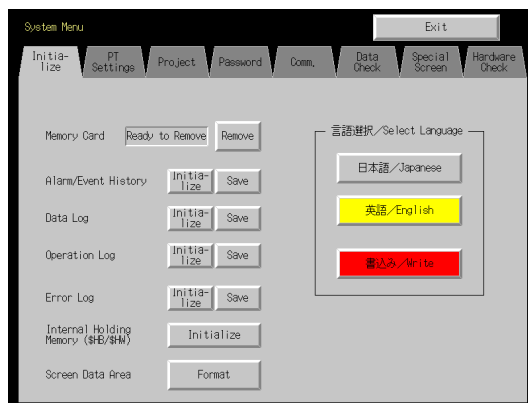 System Menu
Exit
Initia-
lize
PT
Settings
Project
Password
Comm.
Data
Check
Special
Screen
Hardware
Check
Memory Card
Ready to Remove
Remove
Alarm/Event History
Initia-
lize
Save
Data Log
Initia-
lize
Save
Operation Log
Initia-
lize
Save
Error Log
Initia-
lize
Save
Internal Holding
Memory ($HB/$HW)
Initialize
Screen Data Area
Format
言語選択／Select Language
日本語／Japanese
英語／English
書込み／Write